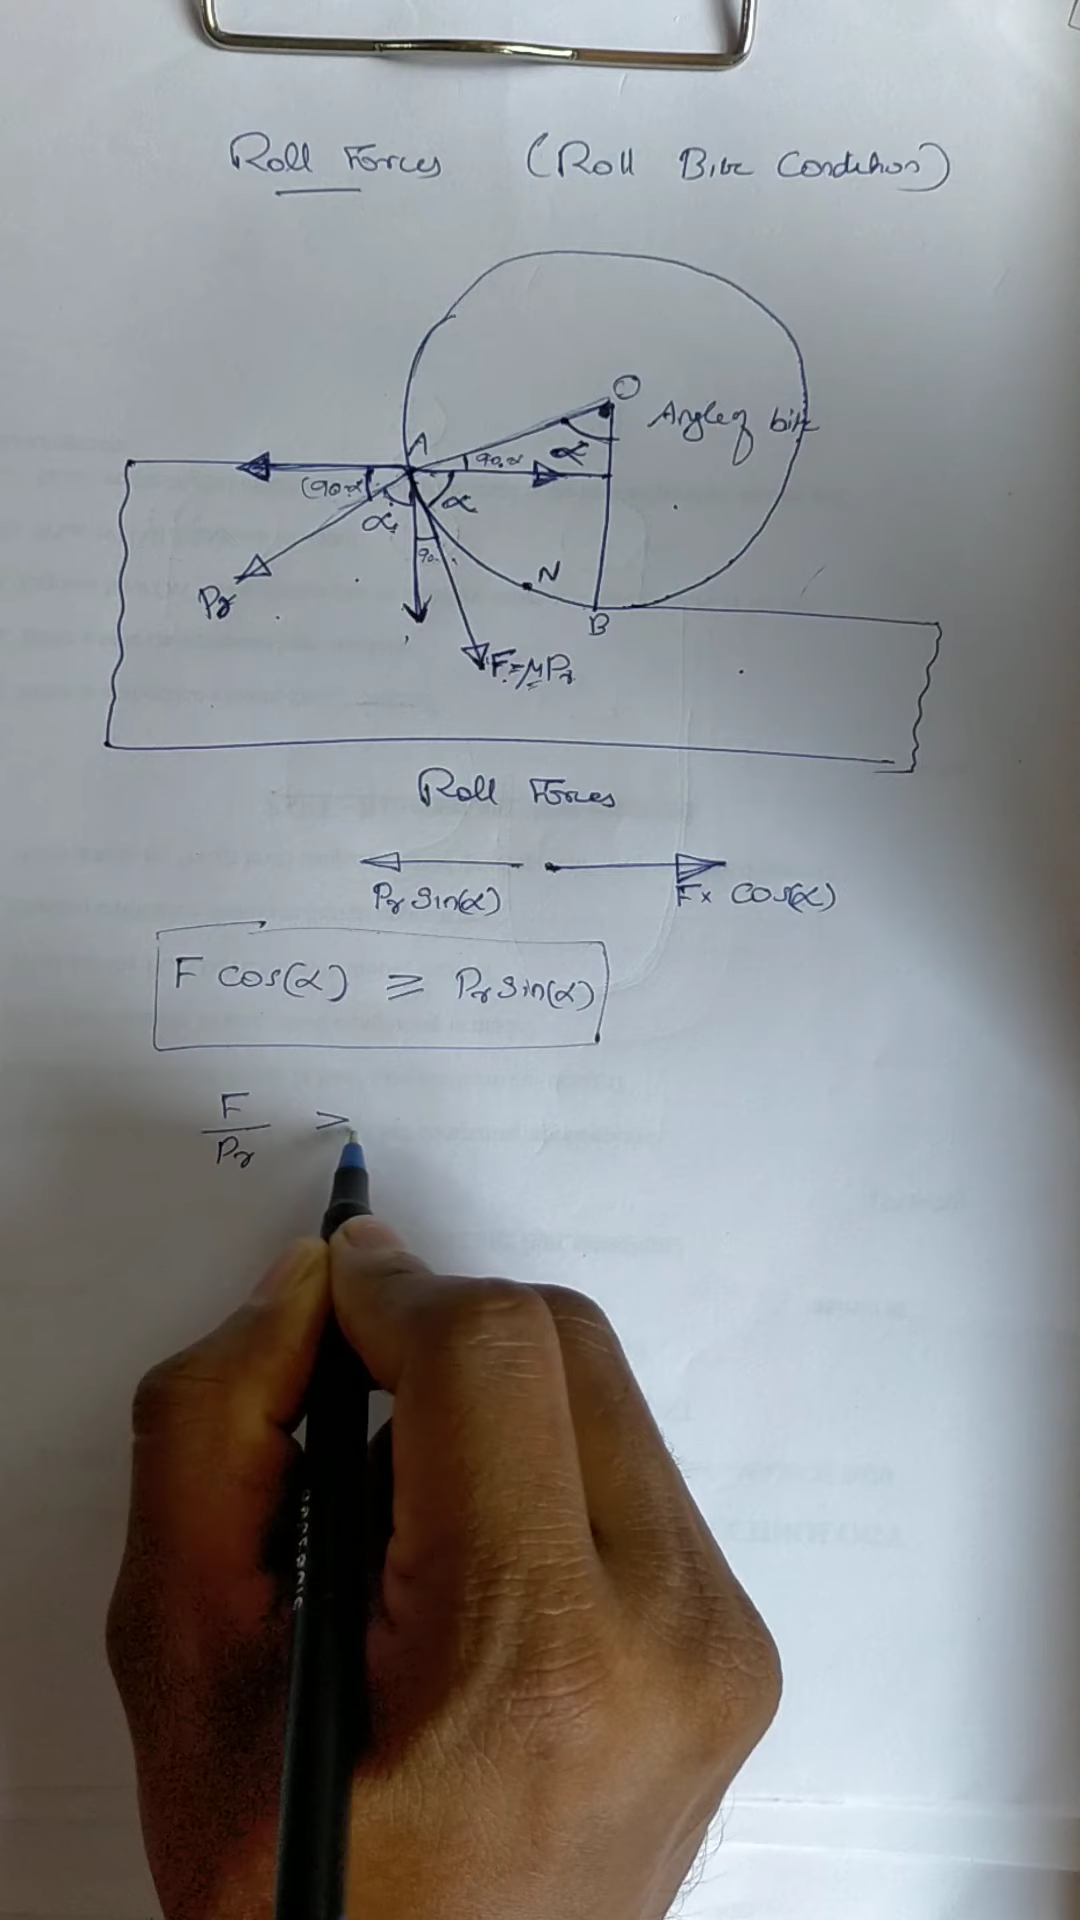 Roll Forces (Roll Bite Condition)
O
Angle of bite
α
A
90-α
(90-α
α
α
90-
Pr
N
B
F=μPr
Roll Forces
Pr Sin(α) Fx Cos(α)
F cos(α) ≥ Pr Sin(α)
F
Pr
>